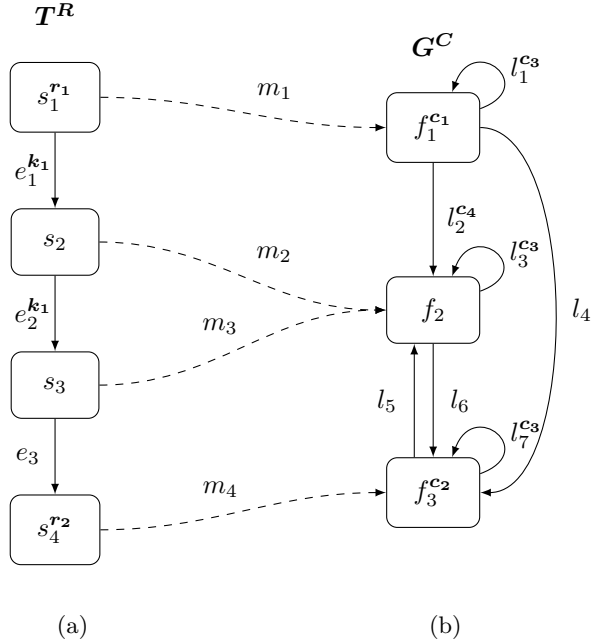 T^R
G^C
s_1^{r_1}
m_1
f_1^{c_1}
l_1^{c_3}
e_1^{k_1}
l_2^{c_4}
s_2
m_2
l_3^{c_3}
e_2^{k_1}
m_3
f_2
l_4
s_3
l_5
l_6
e_3
l_7^{c_3}
m_4
f_3^{c_2}
s_4^{r_2}
(a)
(b)